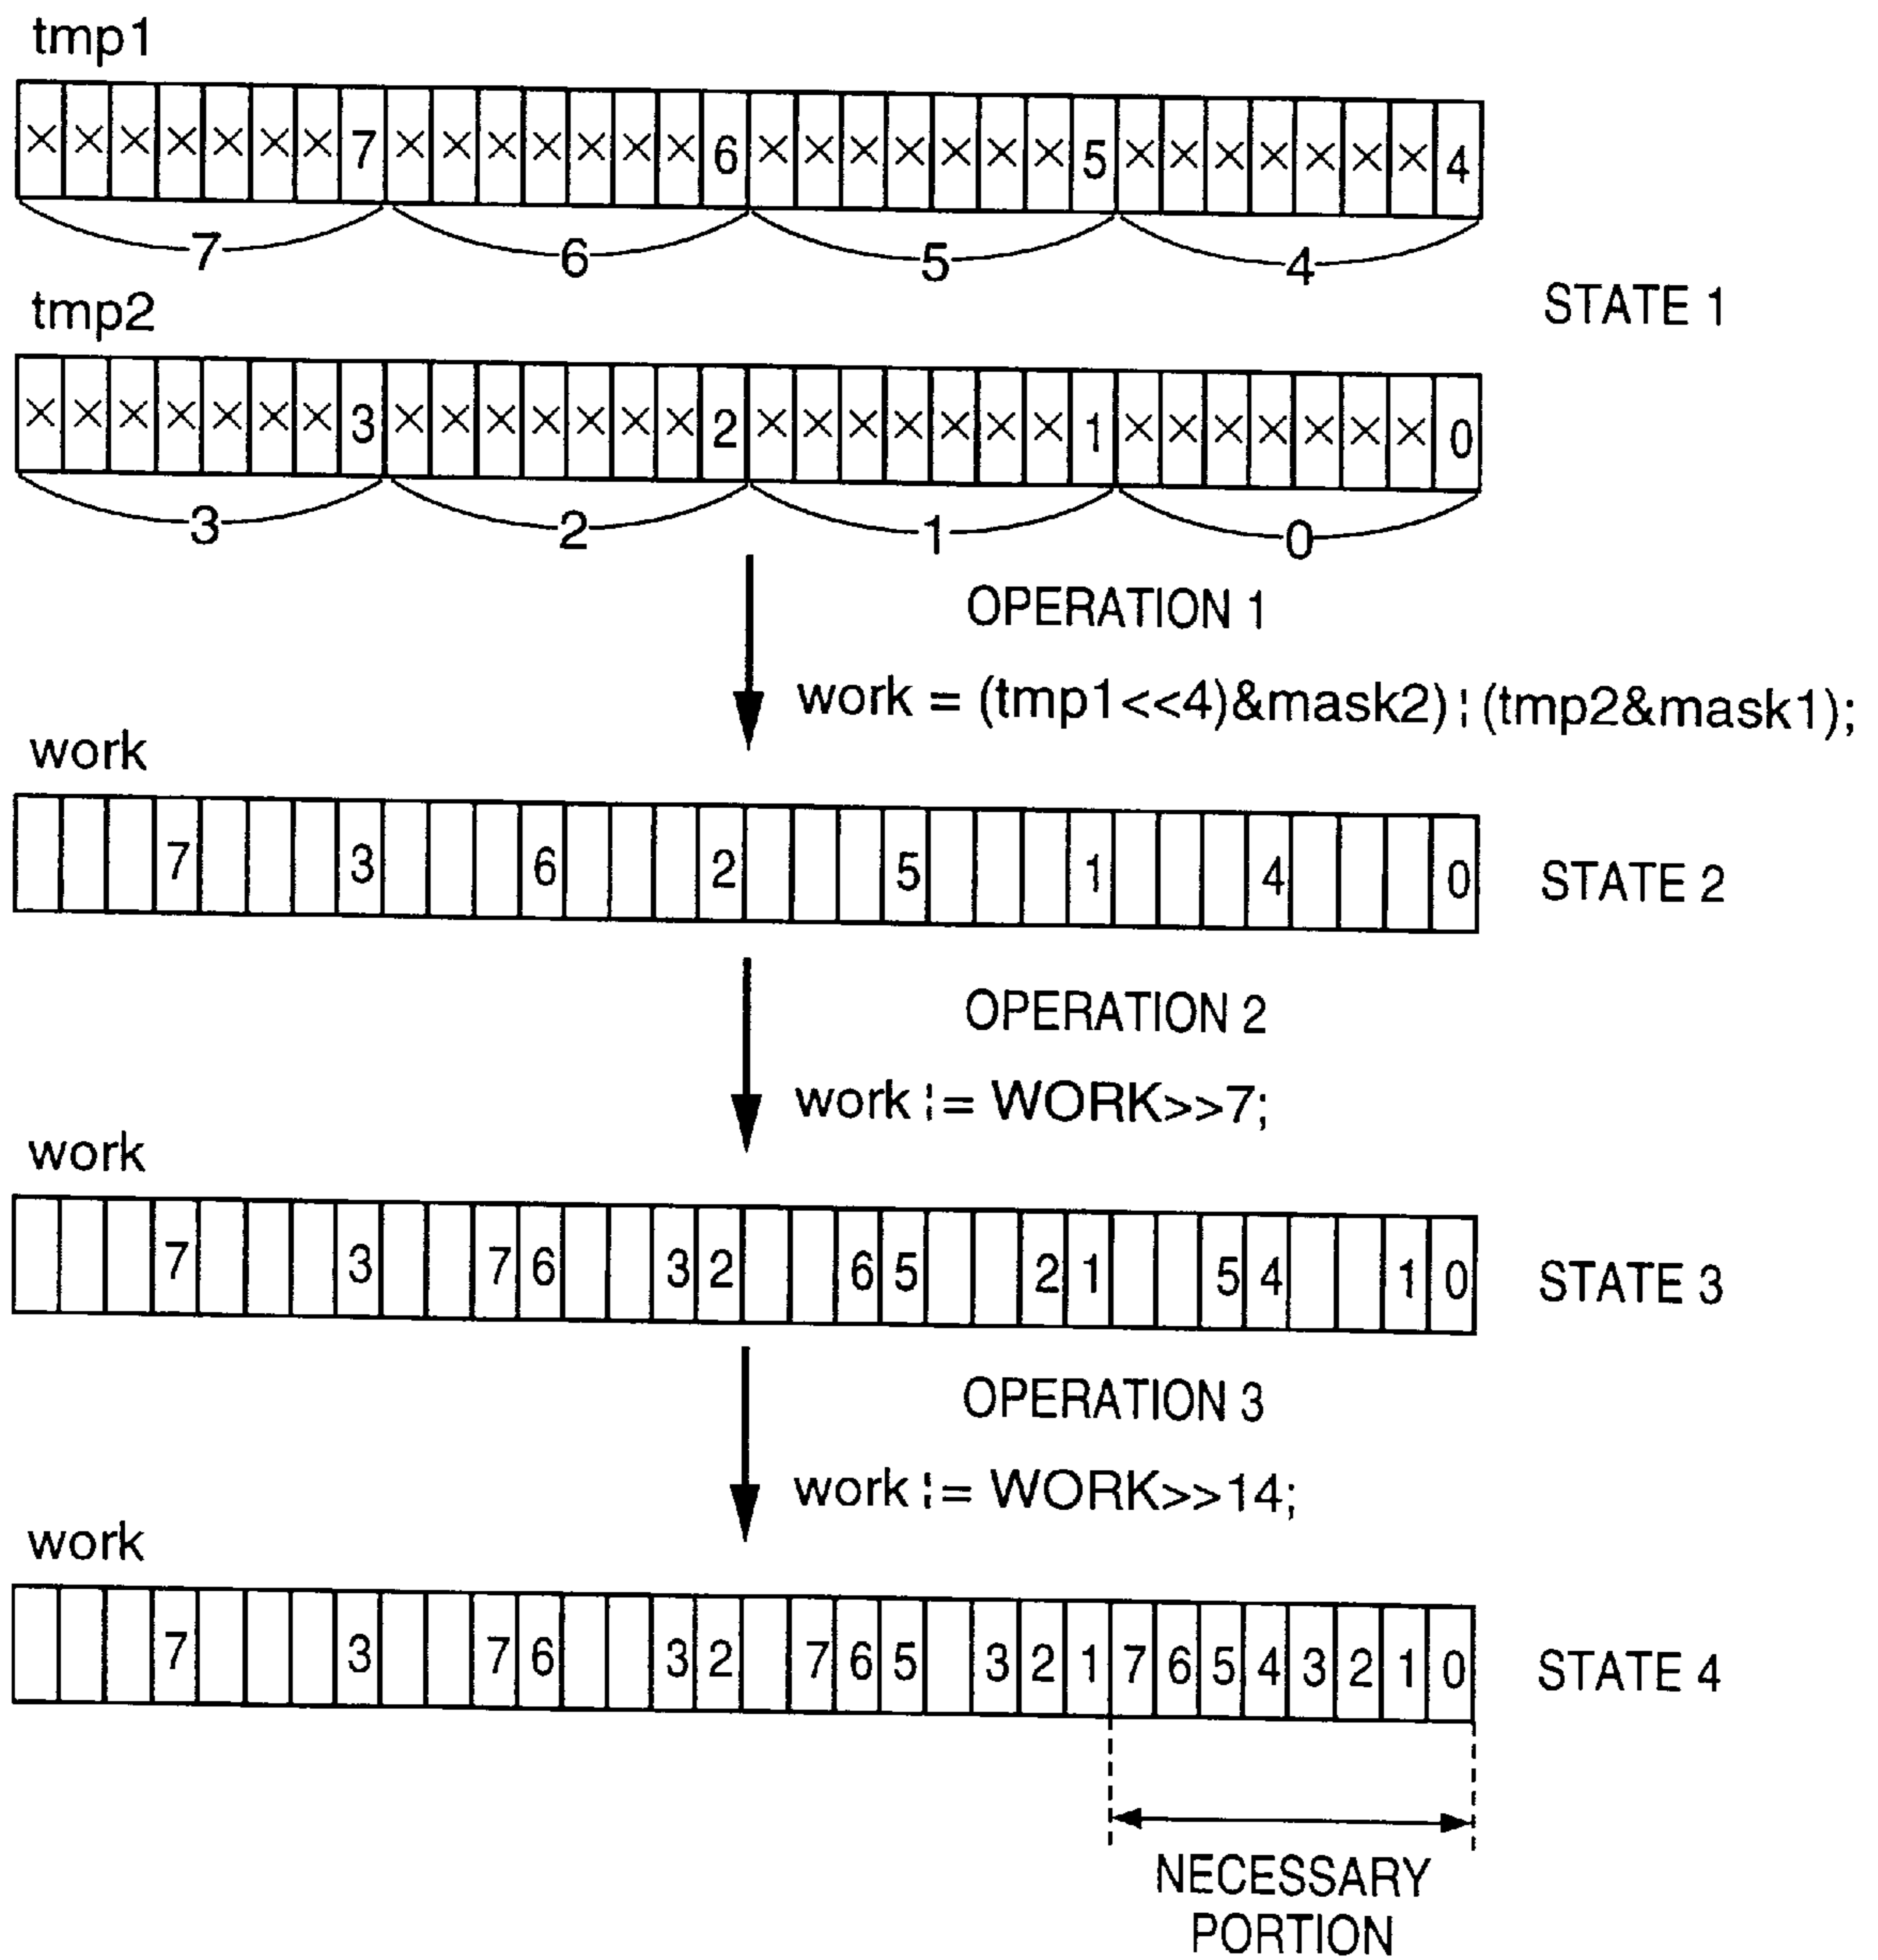 tmp1
× × × × × × × 7 × × × × × × × 6 × × × × × × × 5 × × × × × × × 4
7 6 5 4
STATE 1
tmp2
× × × × × × × 3 × × × × × × × 2 × × × × × × × 1 × × × × × × × 0
3 2 1 0
OPERATION 1
work = (tmp1<<4)&mask2) ¦ (tmp2&mask1);
work
7 3 6 2 5 1 4 0
STATE 2
OPERATION 2
work ¦= WORK>>7;
work
7 3 7 6 3 2 6 5 2 1 5 4 1 0
STATE 3
OPERATION 3
work ¦= WORK>>14;
work
7 3 7 6 3 2 7 6 5 3 2 1 7 6 5 4 3 2 1 0
STATE 4
NECESSARY
PORTION